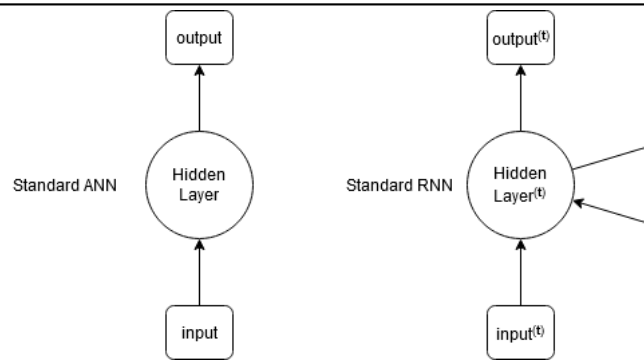 output
output⁽ᵗ⁾
Standard ANN
Hidden
Layer
Standard RNN
Hidden
Layer⁽ᵗ⁾
input
input⁽ᵗ⁾